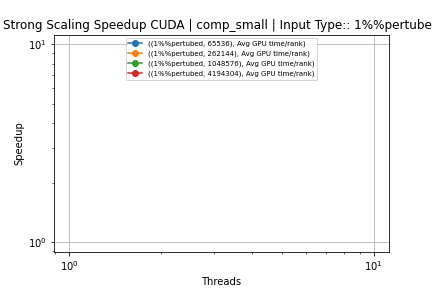 Strong Scaling Speedup CUDA | comp_small | Input Type:: 1%%pertube
10¹
((1%%pertubed, 65536), Avg GPU time/rank)
((1%%pertubed, 262144), Avg GPU time/rank)
((1%%pertubed, 1048576), Avg GPU time/rank)
((1%%pertubed, 4194304), Avg GPU time/rank)
Speedup
10⁰
10⁰ 10¹
Threads